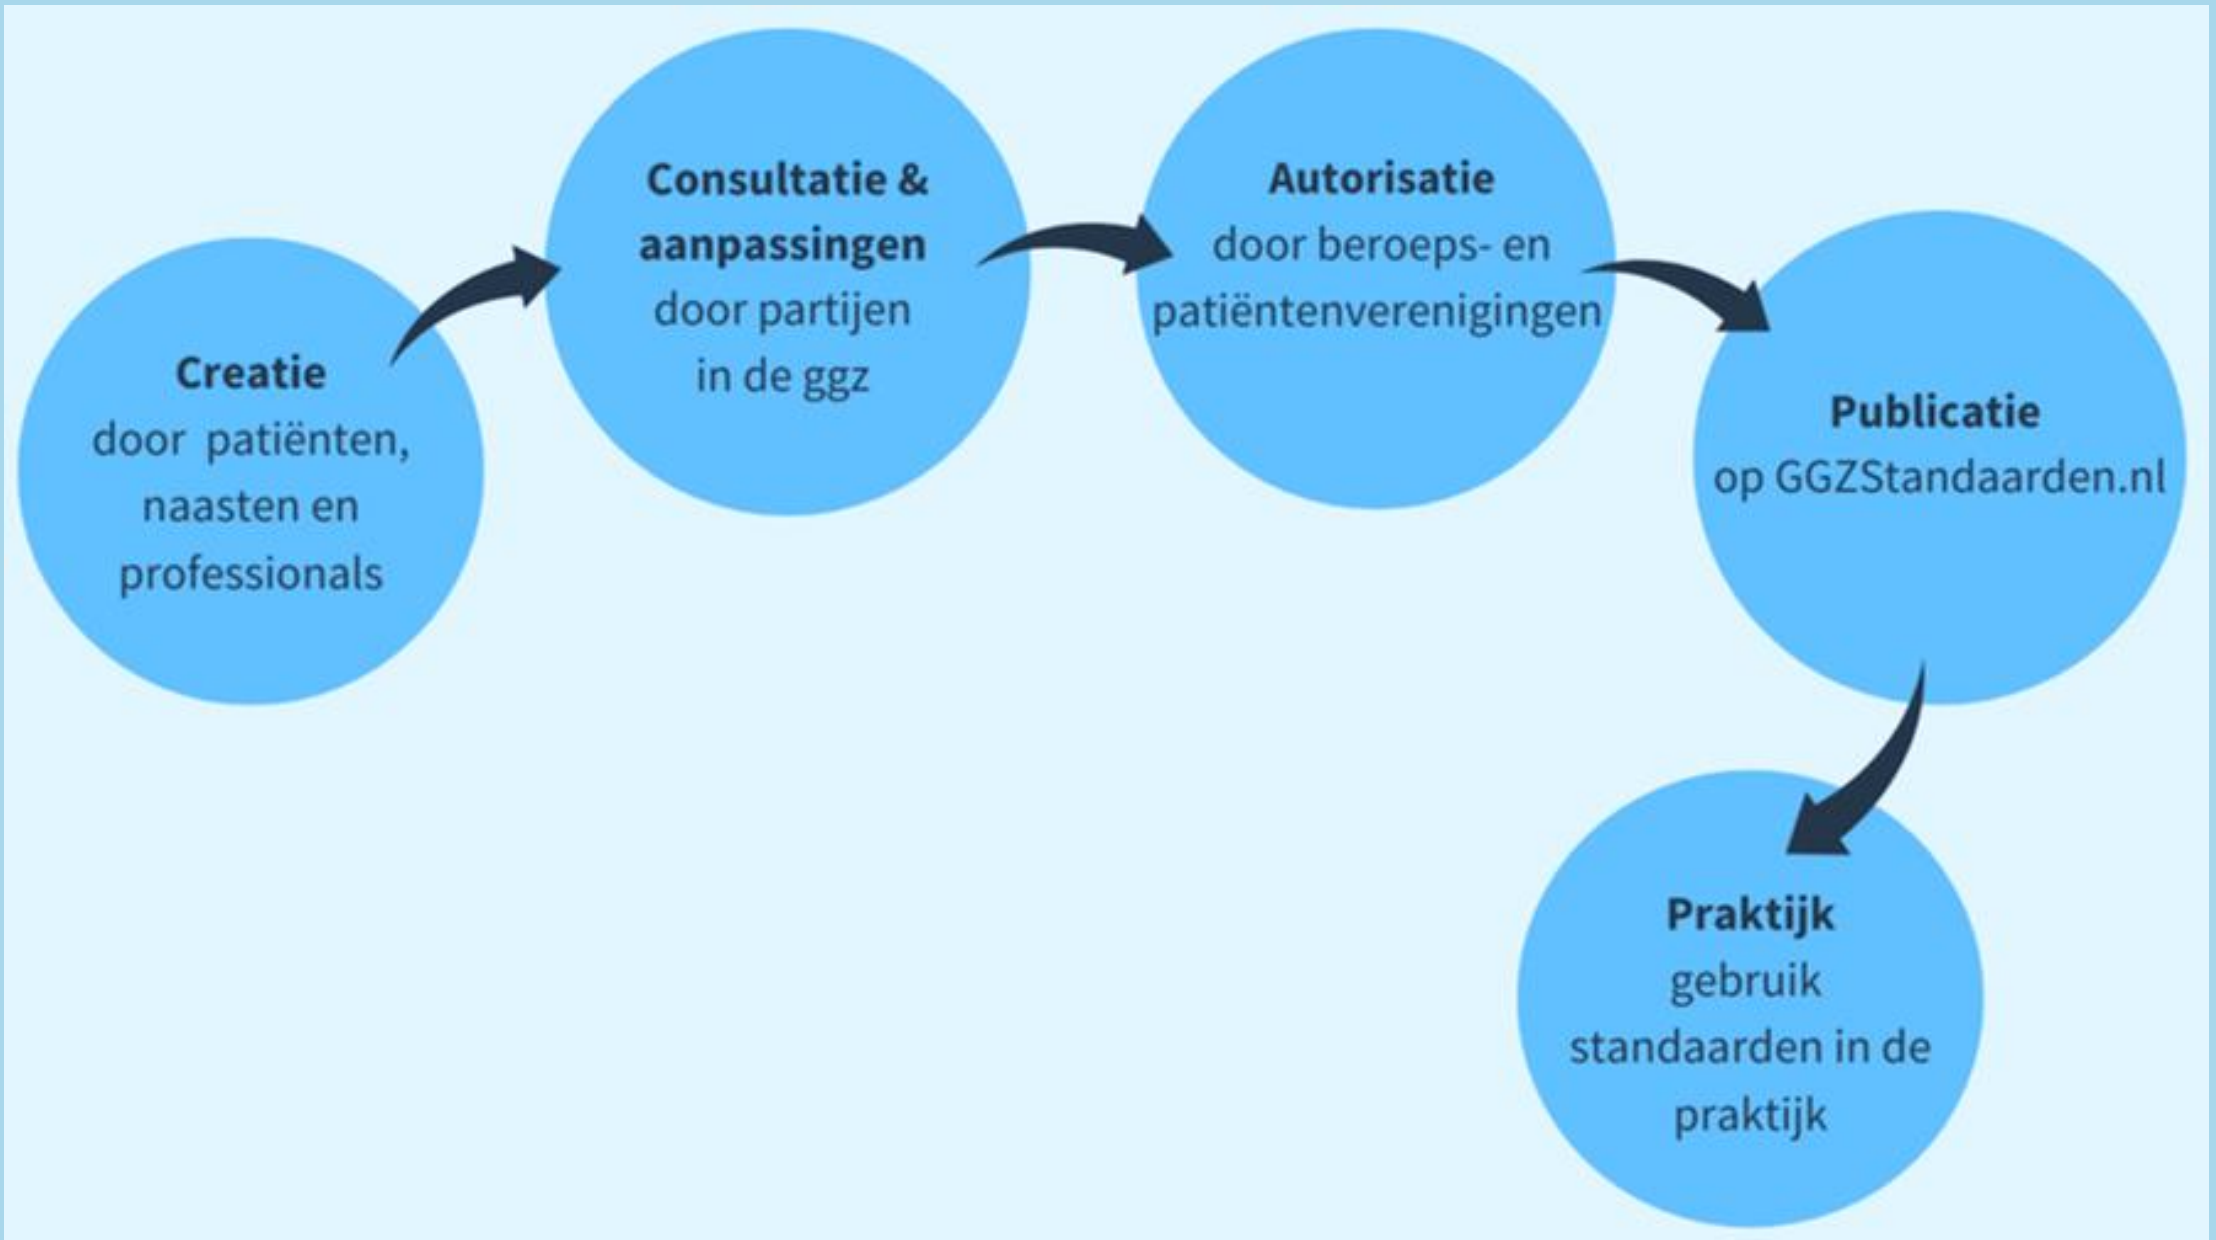 Creatie
door  patiënten,
naasten en
professionals
Consultatie &
aanpassingen
door partijen
in de ggz
Autorisatie
door beroeps- en
patiëntenverenigingen
Publicatie
op GGZStandaarden.nl
Praktijk
gebruik
standaarden in de
praktijk